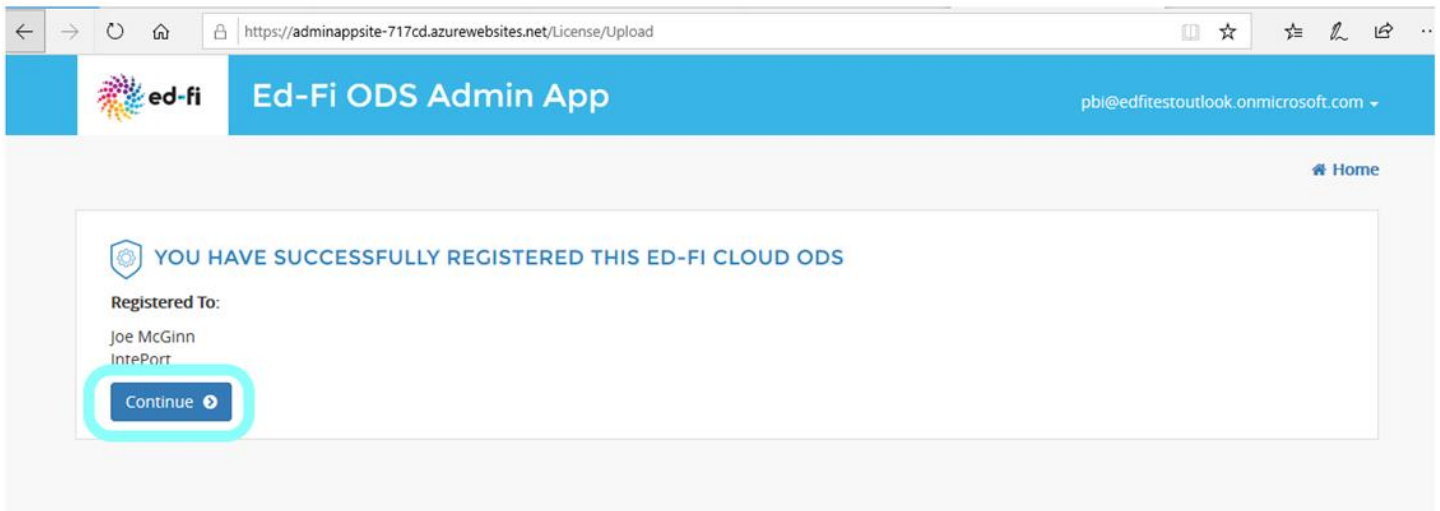 https://adminappsite-717cd.azurewebsites.net/License/Upload
ed-fi
Ed-Fi ODS Admin App
pbi@edfitestoutlook.onmicrosoft.com
Home
YOU HAVE SUCCESSFULLY REGISTERED THIS ED-FI CLOUD ODS
Registered To:
Joe McGinn
IntePort
Continue